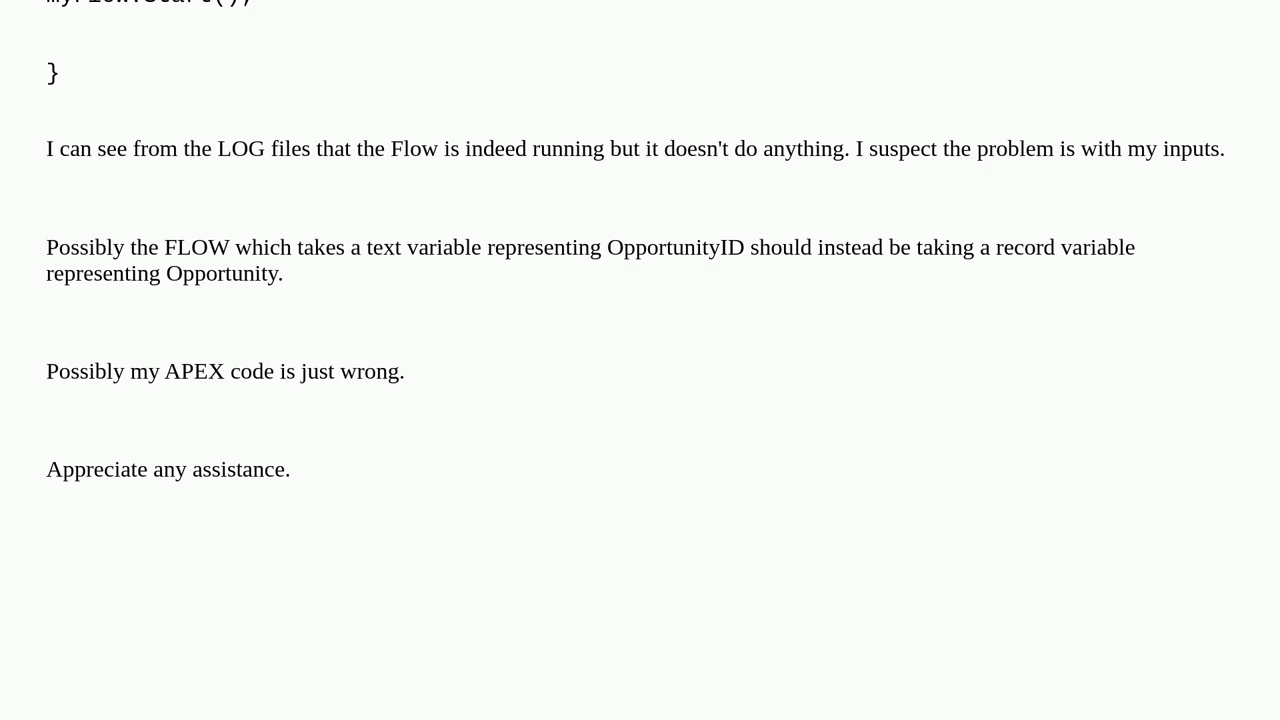 myFlow.Start();
}
I can see from the LOG files that the Flow is indeed running but it doesn't do anything. I suspect the problem is with my inputs.
Possibly the FLOW which takes a text variable representing OpportunityID should instead be taking a record variable
representing Opportunity.
Possibly my APEX code is just wrong.
Appreciate any assistance.